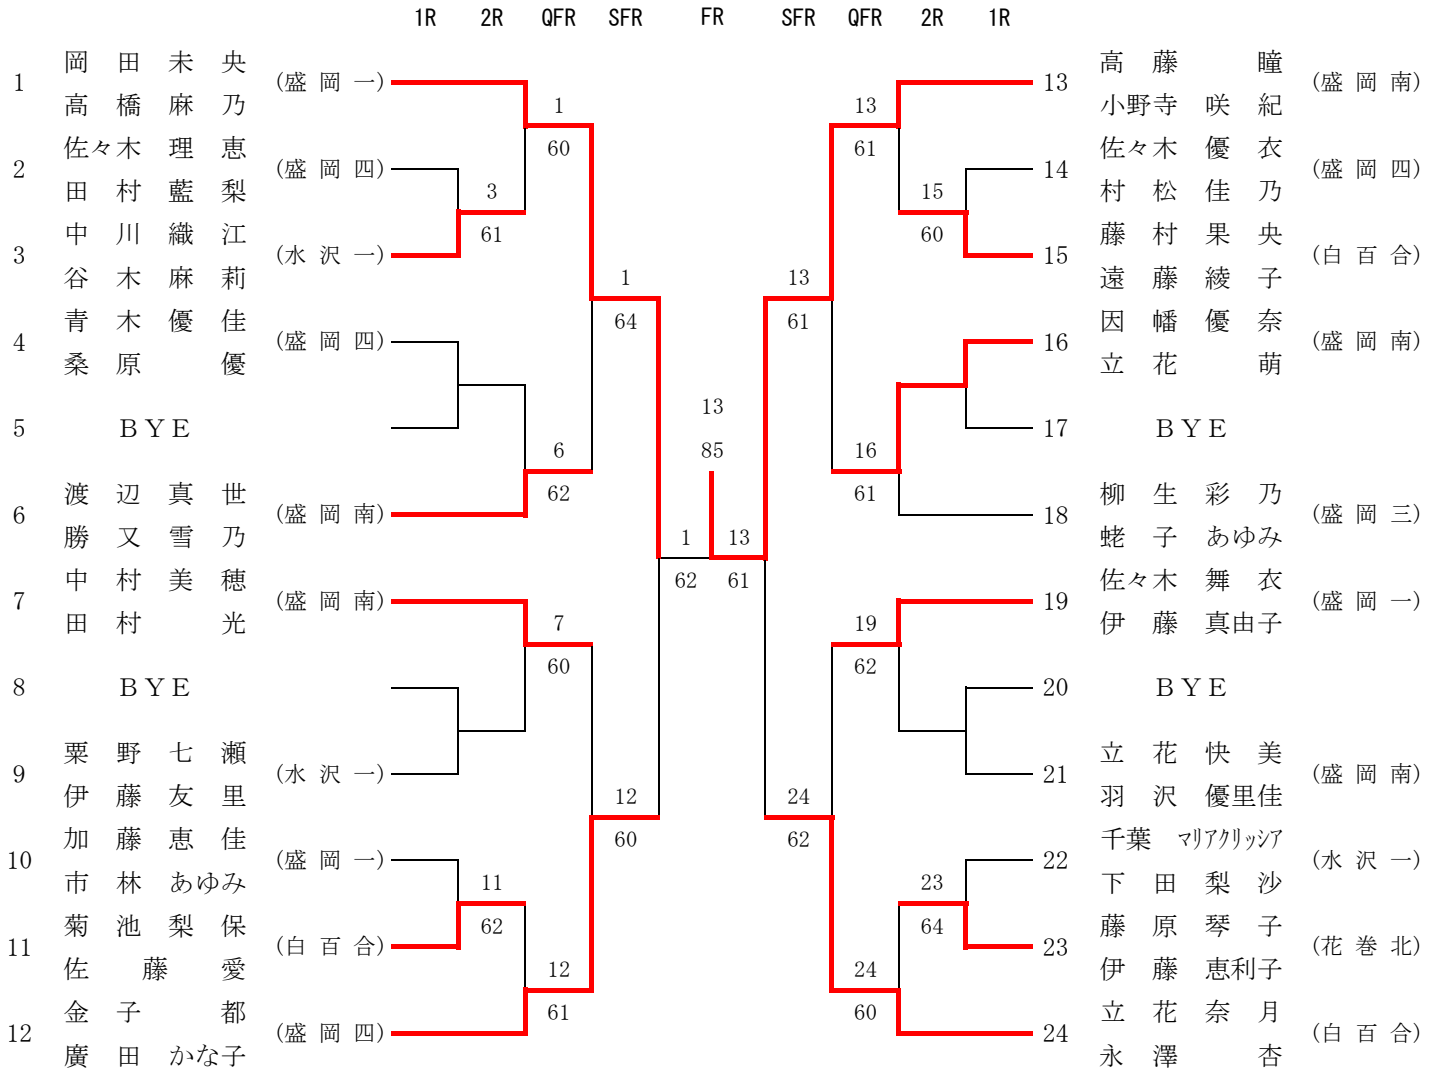 1R 2R QFR SFR FR SFR QFR 2R 1R
1 岡田未央 (盛岡一)
高橋麻乃
2 佐々木理恵 (盛岡四)
田村藍梨
3 中川織江 (水沢一)
谷木麻莉
4 青木優佳 (盛岡四)
桑原優
5 BYE
6 渡辺真世 (盛岡南)
勝又雪乃
7 中村美穂 (盛岡南)
田村光
8 BYE
9 粟野七瀬 (水沢一)
伊藤友里
10 加藤恵佳 (盛岡一)
市林あゆみ
11 菊池梨保 (白百合)
佐藤愛
12 金子都 (盛岡四)
廣田かな子
3
61
11
62
1
60
6
62
7
60
12
61
1
64
12
60
1
62
13
85
13
61
13
61
24
62
13
61
16
61
19
62
24
60
15
60
23
64
13 高藤瞳 (盛岡南)
小野寺咲紀
14 佐々木優衣 (盛岡四)
村松佳乃
15 藤村果央 (白百合)
遠藤綾子
16 因幡優奈 (盛岡南)
立花萌
17 BYE
18 柳生彩乃 (盛岡三)
蛯子あゆみ
19 佐々木舞衣 (盛岡一)
伊藤真由子
20 BYE
21 立花快美 (盛岡南)
羽沢優里佳
22 千葉 マリアクリッシア (水沢一)
下田梨沙
23 藤原琴子 (花巻北)
伊藤恵利子
24 立花奈月 (白百合)
永澤杏